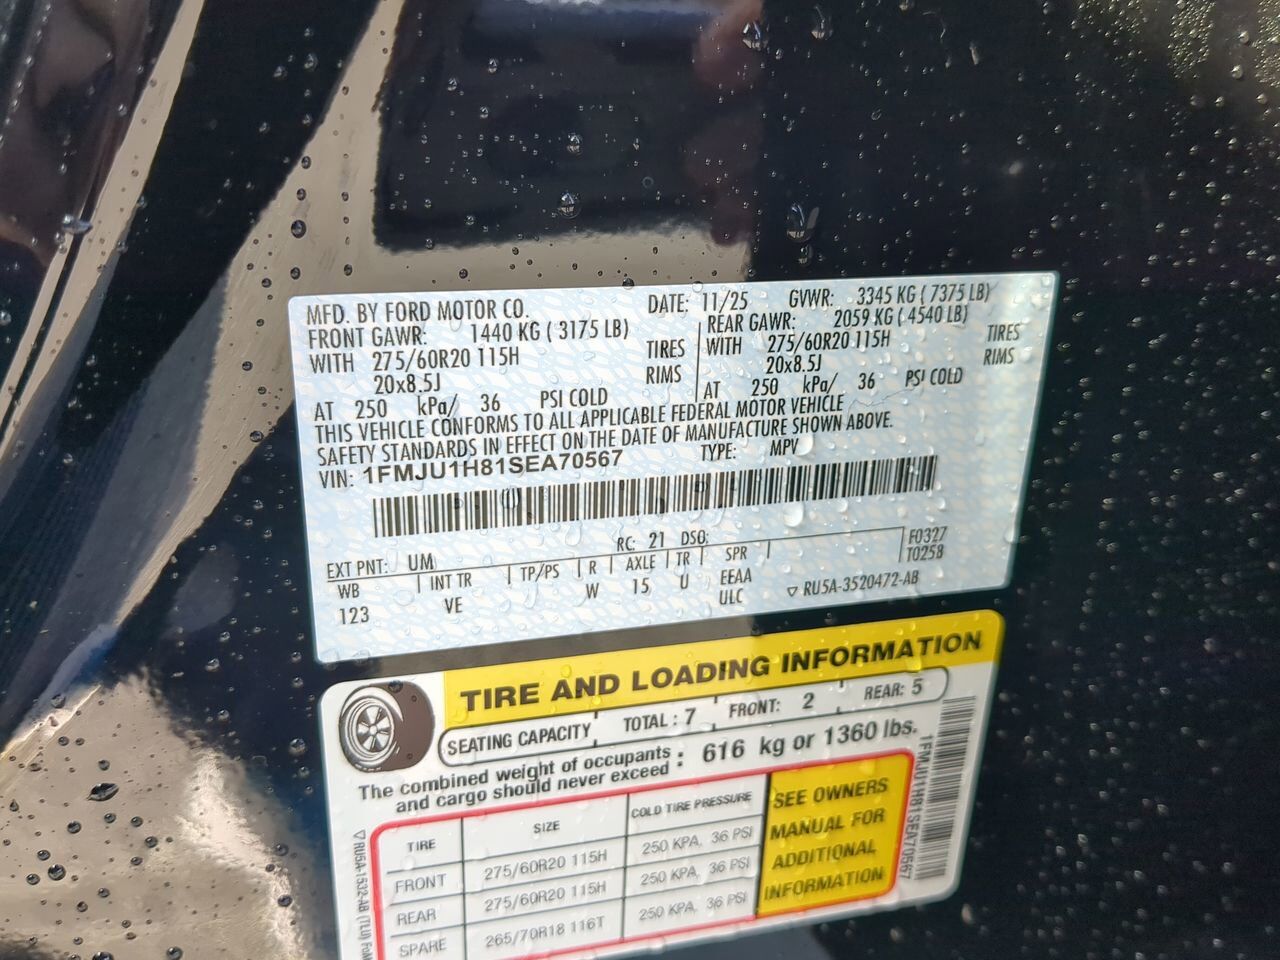 MFD. BY FORD MOTOR CO. DATE: 11/25 GVWR: 3345 KG ( 7375 LB)
FRONT GAWR: 1440 KG ( 3175 LB) REAR GAWR: 2059 KG ( 4540 LB)
WITH 275/60R20 115H TIRES WITH 275/60R20 115H TIRES
20x8.5J RIMS 20x8.5J RIMS
AT 250 kPa/ 36 PSI COLD AT 250 kPa/ 36 PSI COLD
THIS VEHICLE CONFORMS TO ALL APPLICABLE FEDERAL MOTOR VEHICLE
SAFETY STANDARDS IN EFFECT ON THE DATE OF MANUFACTURE SHOWN ABOVE.
VIN: 1FMJU1H81SEA70567 TYPE: MPV
EXT PNT: UM RC: 21 DSO: F0327
WB INT TR TP/PS R AXLE TR SPR T0258
123 VE W 15 U EEAA
ULC ▽ RU5A-3520472-AB
TIRE AND LOADING INFORMATION
SEATING CAPACITY TOTAL : 7 FRONT: 2 REAR: 5
The combined weight of occupants and cargo should never exceed : 616 kg or 1360 lbs.
TIRE SIZE COLD TIRE PRESSURE
FRONT 275/60R20 115H 250 KPA, 36 PSI
REAR 275/60R20 115H 250 KPA, 36 PSI
SPARE 265/70R18 116T 250 KPA, 36 PSI
SEE OWNERS
MANUAL FOR
ADDITIONAL
INFORMATION
1FMJU1H81SEA70567
▽RU5A-1532-AB (TLI)